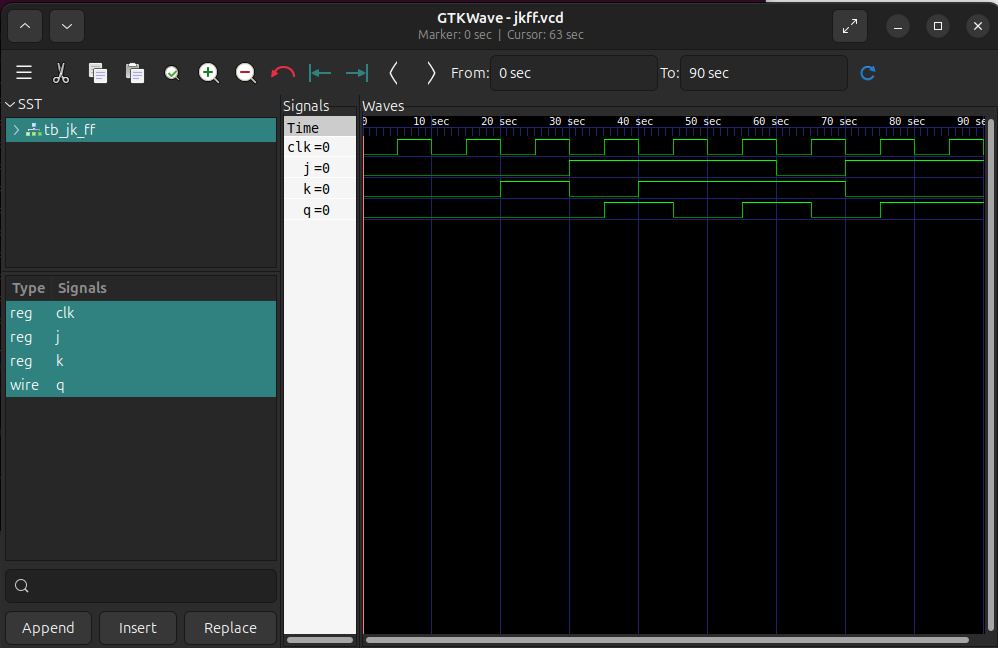 GTKWave - jkff.vcd
Marker: 0 sec | Cursor: 63 sec
From: 0 sec To: 90 sec
SST
tb_jk_ff
Type Signals
reg clk
reg j
reg k
wire q
Append Insert Replace
Signals
Time
clk=0
j=0
k=0
q=0
Waves
0 10 sec 20 sec 30 sec 40 sec 50 sec 60 sec 70 sec 80 sec 90 se